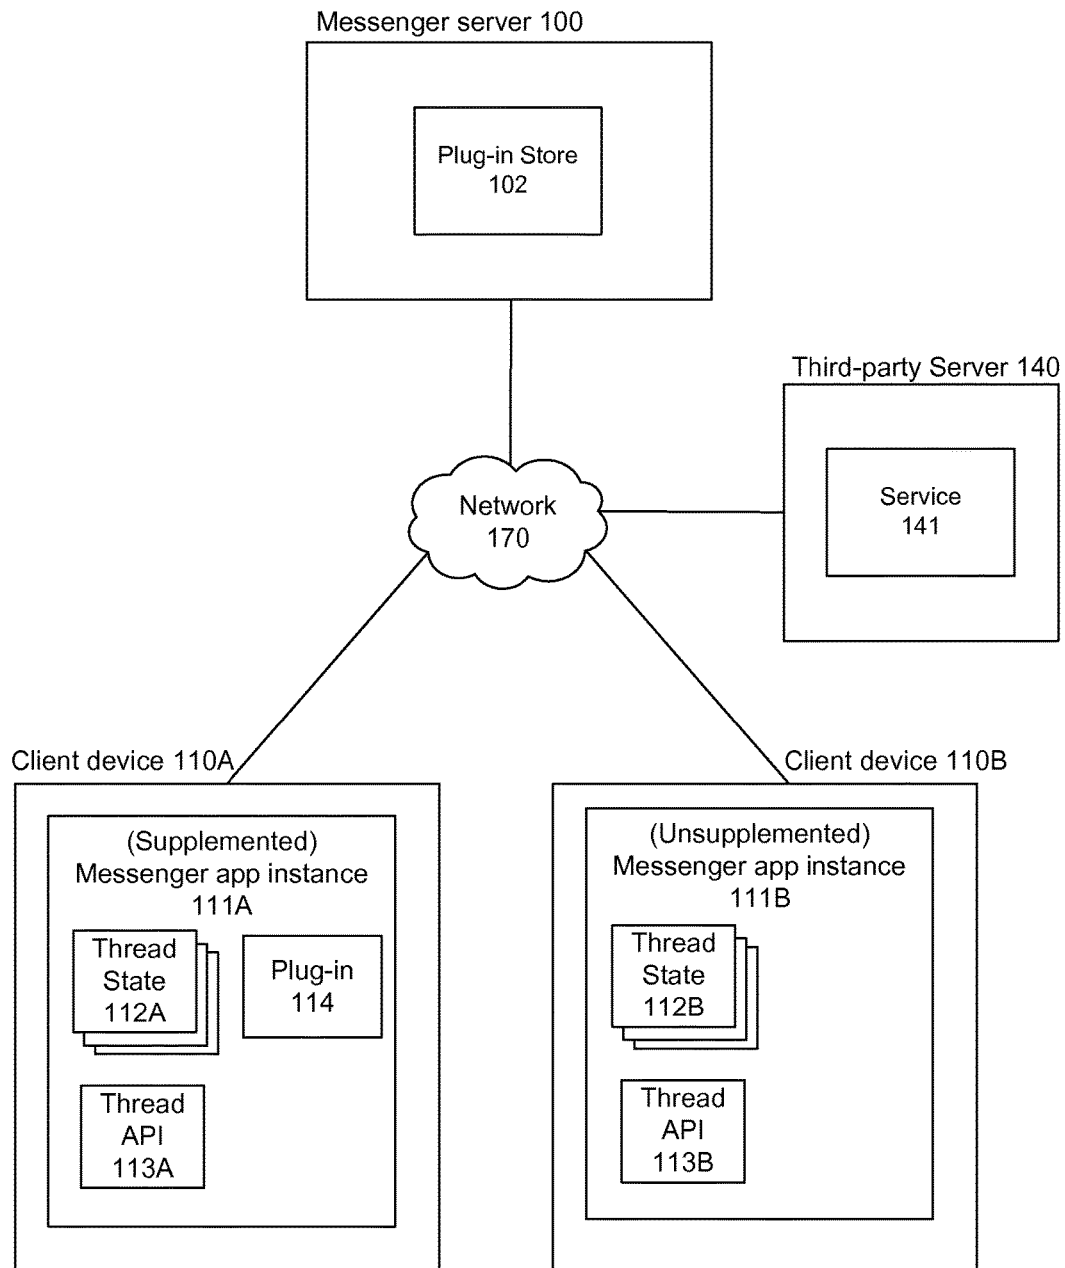 Messenger server 100
Plug-in Store
102
Third-party Server 140
Service
141
Network
170
Client device 110A
(Supplemented)
Messenger app instance
111A
Thread
State
112A
Plug-in
114
Thread
API
113A
Client device 110B
(Unsupplemented)
Messenger app instance
111B
Thread
State
112B
Thread
API
113B